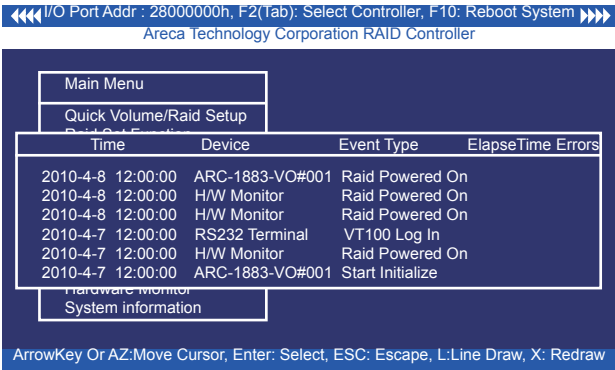 I/O Port Addr : 28000000h, F2(Tab): Select Controller, F10: Reboot System
Areca Technology Corporation RAID Controller
Main Menu
Quick Volume/Raid Setup
Raid Set Function
Time Device Event Type ElapseTime Errors
2010-4-8 12:00:00 ARC-1883-VO#001 Raid Powered On
2010-4-8 12:00:00 H/W Monitor Raid Powered On
2010-4-8 12:00:00 H/W Monitor Raid Powered On
2010-4-7 12:00:00 RS232 Terminal VT100 Log In
2010-4-7 12:00:00 H/W Monitor Raid Powered On
2010-4-7 12:00:00 ARC-1883-VO#001 Start Initialize
Hardware Monitor
System information
ArrowKey Or AZ:Move Cursor, Enter: Select, ESC: Escape, L:Line Draw, X: Redraw